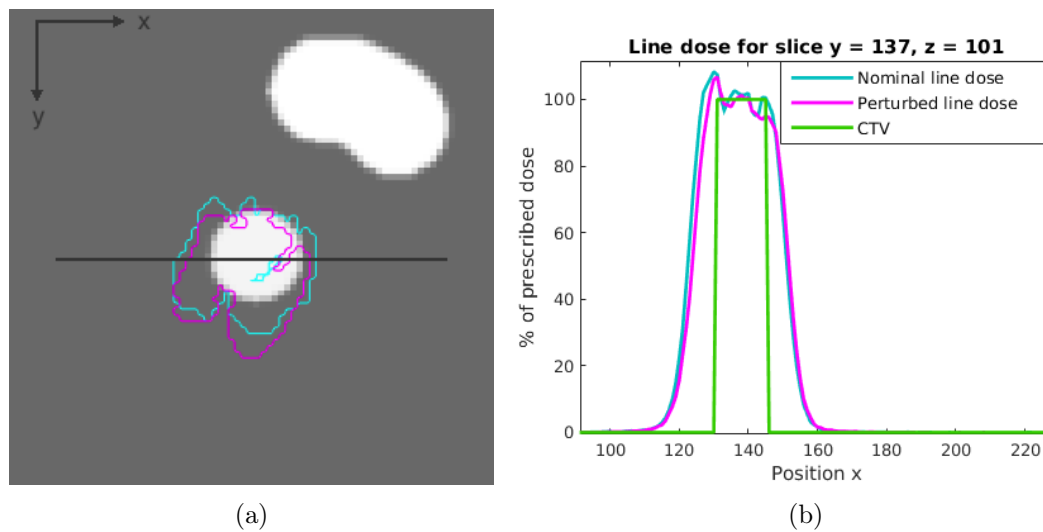 x
y
(a)
Line dose for slice y = 137, z = 101
Nominal line dose
Perturbed line dose
CTV
% of prescribed dose
100
80
60
40
20
0
100 120 140 160 180 200 220
Position x
(b)